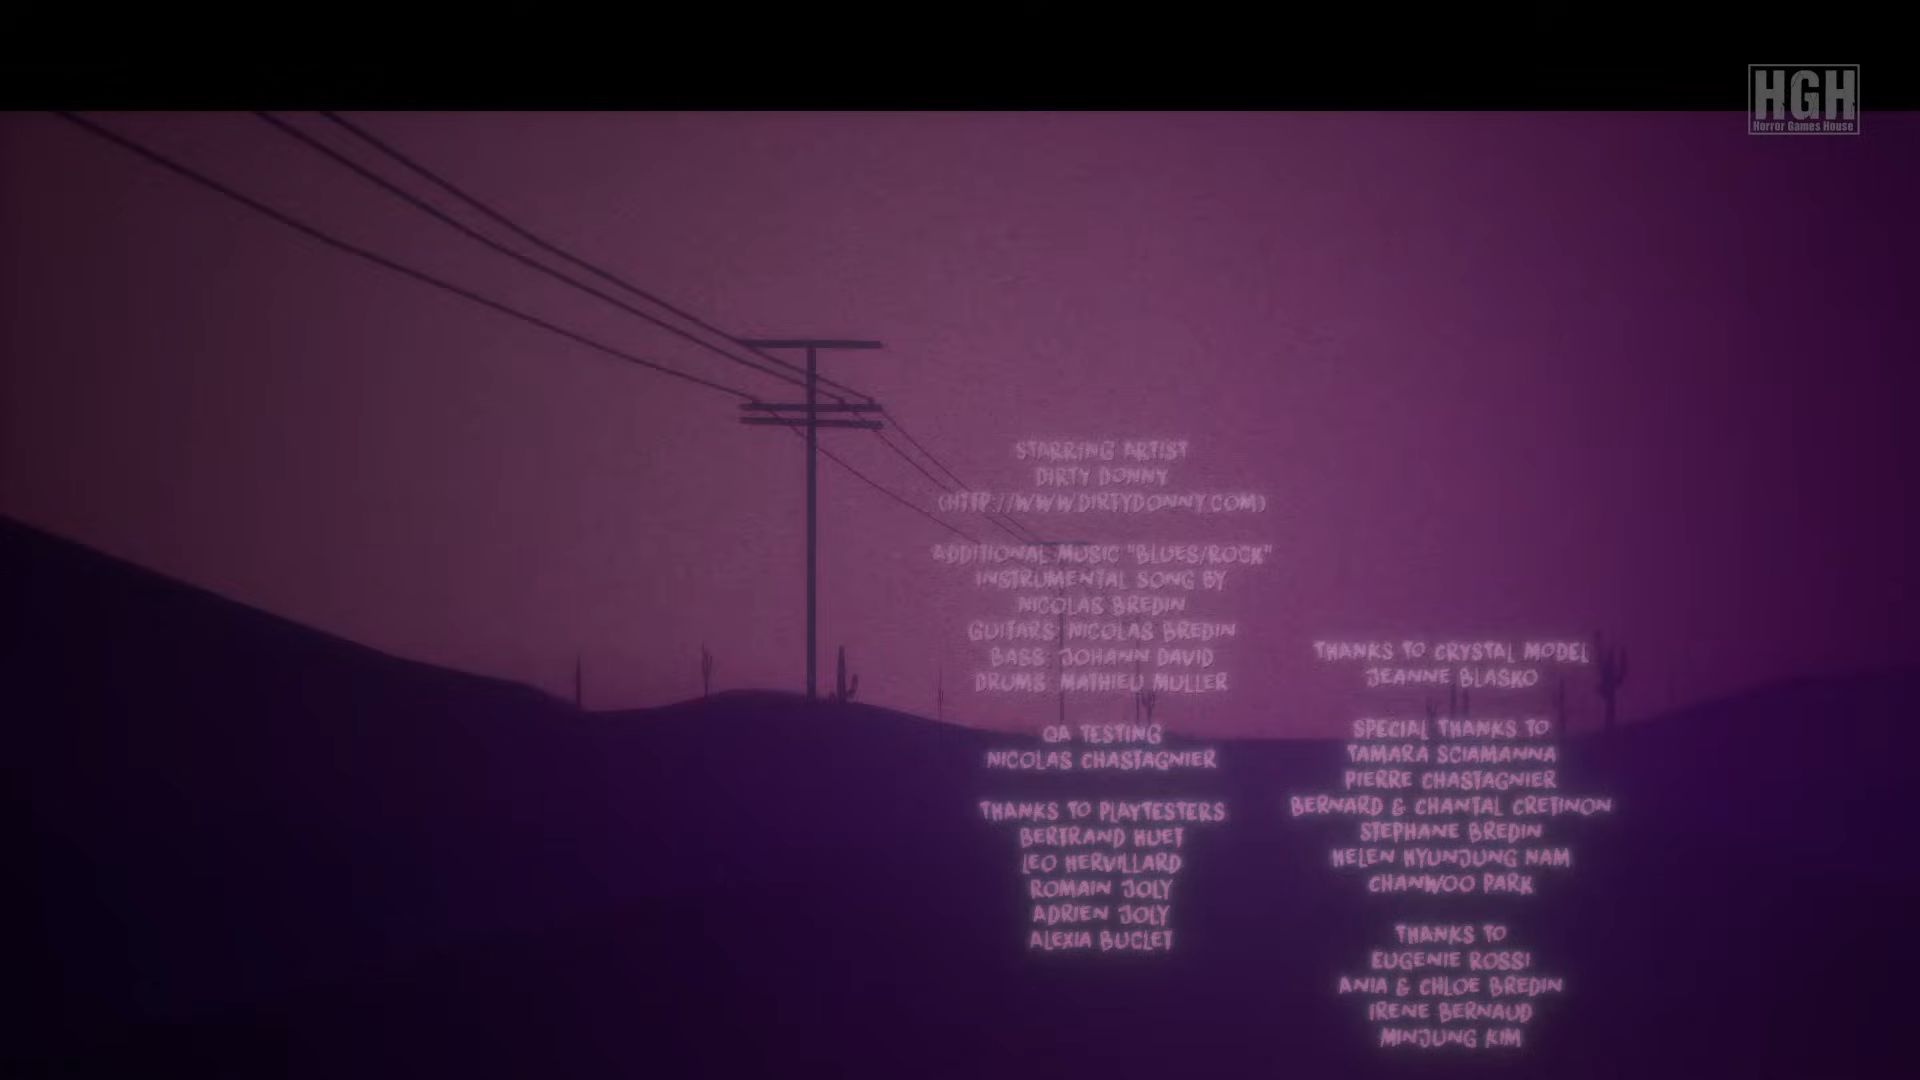 HGH
Horror Games House
STARRING ARTIST
DIRTY DONNY
(HTTP://WWW.DIRTYDONNY.COM)
ADDITIONAL MUSIC "BLUES/ROCK"
INSTRUMENTAL SONG BY
NICOLAS BREDIN
GUITARS: NICOLAS BREDIN
BASS: JOHANN DAVID
DRUMS: MATHIEU MULLER
QA TESTING
NICOLAS CHASTAGNIER
THANKS TO PLAYTESTERS
BERTRAND HUET
LEO HERVILLARD
ROMAIN JOLY
ADRIEN JOLY
ALEXIA BUCLET
THANKS TO CRYSTAL MODEL
JEANNE BLASKO
SPECIAL THANKS TO
TAMARA SCIAMANNA
PIERRE CHASTAGNIER
BERNARD & CHANTAL CRETINON
STEPHANE BREDIN
HELEN HYUNJUNG NAM
CHANWOO PARK
THANKS TO
EUGENIE ROSSI
ANIA & CHLOE BREDIN
IRENE BERNAUD
MINJUNG KIM